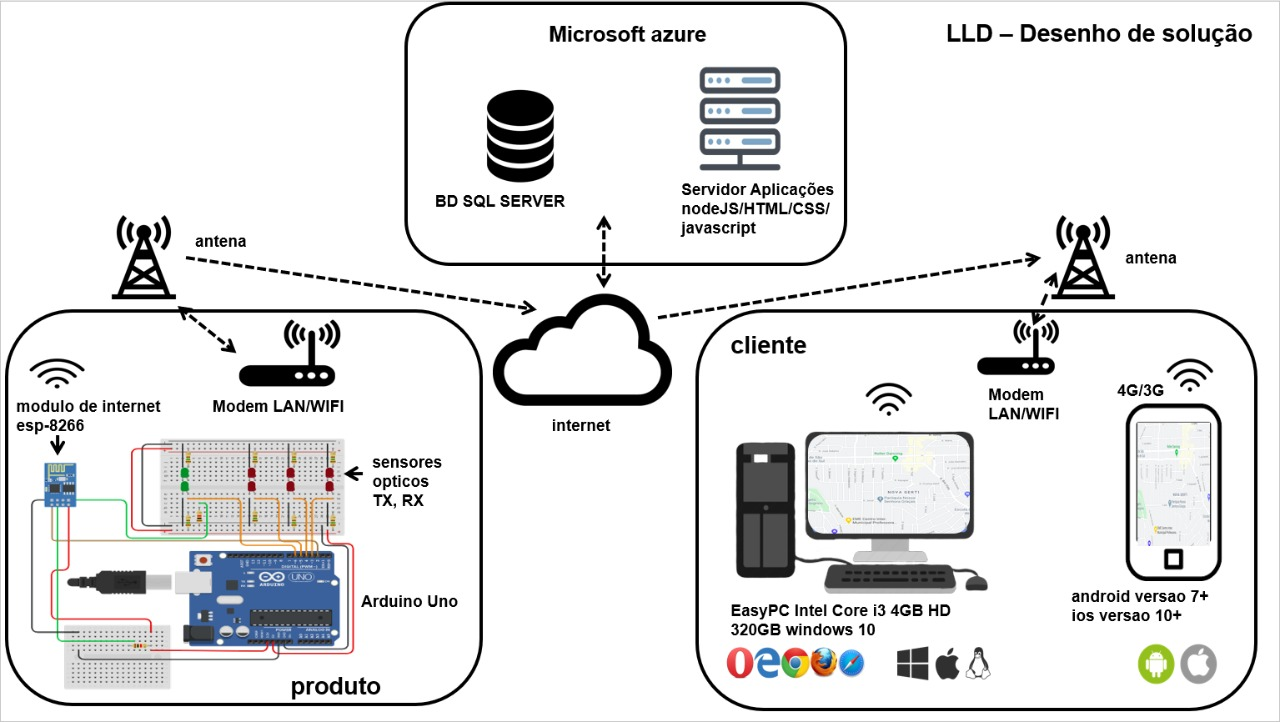 Microsoft azure
LLD – Desenho de solução
BD SQL SERVER
Servidor Aplicações
nodeJS/HTML/CSS/
javascript
antena
antena
internet
modulo de internet
esp-8266
Modem LAN/WIFI
sensores
opticos
TX, RX
Arduino Uno
ARDUINO
UNO
produto
cliente
Modem
LAN/WIFI
4G/3G
EasyPC Intel Core i3 4GB HD
320GB windows 10
android versao 7+
ios versao 10+